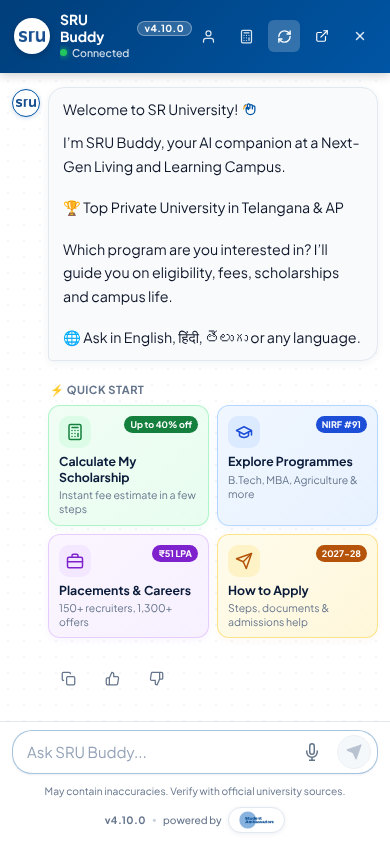 sru
SRU
Buddy
Connected
v4.10.0
sru
Welcome to SR University!
I'm SRU Buddy, your AI companion at a Next-
Gen Living and Learning Campus.
🏆 Top Private University in Telangana & AP
Which program are you interested in? I'll
guide you on eligibility, fees, scholarships
and campus life.
🌐 Ask in English, हिंदी, తెలుగు or any language.
⚡ QUICK START
Up to 40% off
Calculate My
Scholarship
Instant fee estimate in a few
steps
NIRF #91
Explore Programmes
B.Tech, MBA, Agriculture &
more
₹51 LPA
Placements & Careers
150+ recruiters, 1,300+
offers
2027–28
How to Apply
Steps, documents &
admissions help
Ask SRU Buddy...
May contain inaccuracies. Verify with official university sources.
v4.10.0 • powered by
Student
Ambassadors